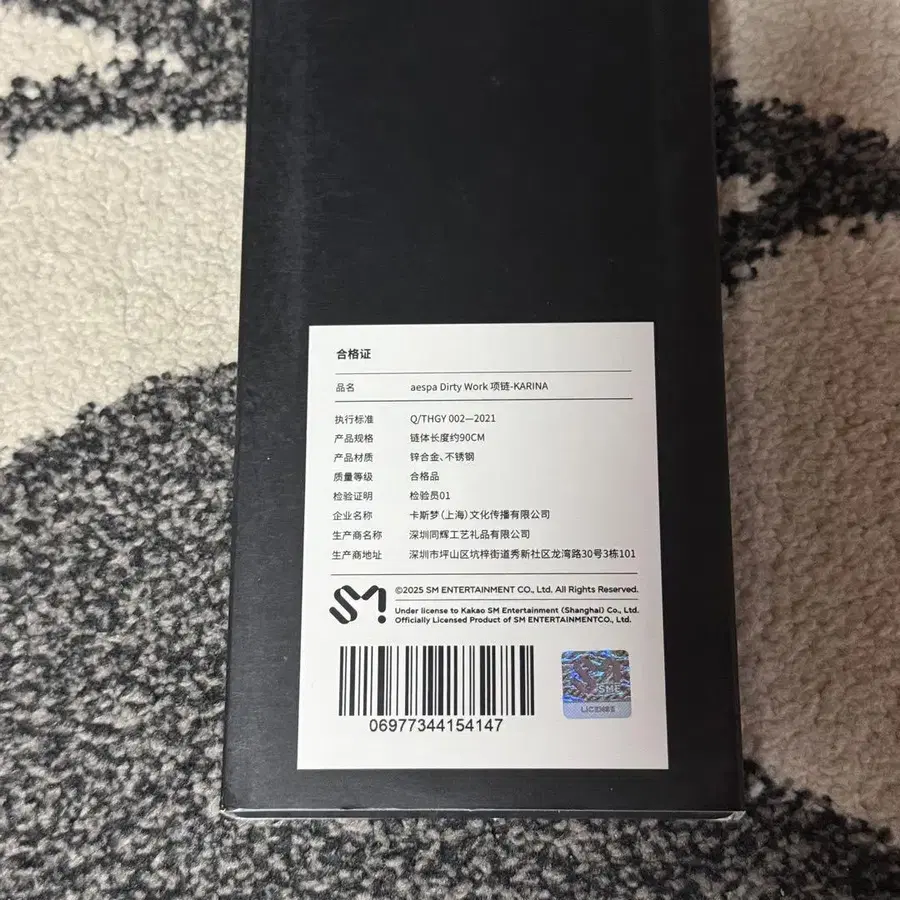 合格证
品名 aespa Dirty Work 项链-KARINA
执行标准 Q/THGY 002—2021
产品规格 链体长度约90CM
产品材质 锌合金、不锈钢
质量等级 合格品
检验证明 检验员01
企业名称 卡斯梦(上海)文化传播有限公司
生产商名称 深圳同辉工艺礼品有限公司
生产商地址 深圳市坪山区坑梓街道秀新社区龙湾路30号3栋101
SM
©2025 SM ENTERTAINMENT CO., Ltd. All Rights Reserved.
Under license to Kakao SM Entertainment (Shanghai) Co., Ltd.
Officially Licensed Product of SM ENTERTAINMENTCO., Ltd.
06977344154147
SME
LICENSE